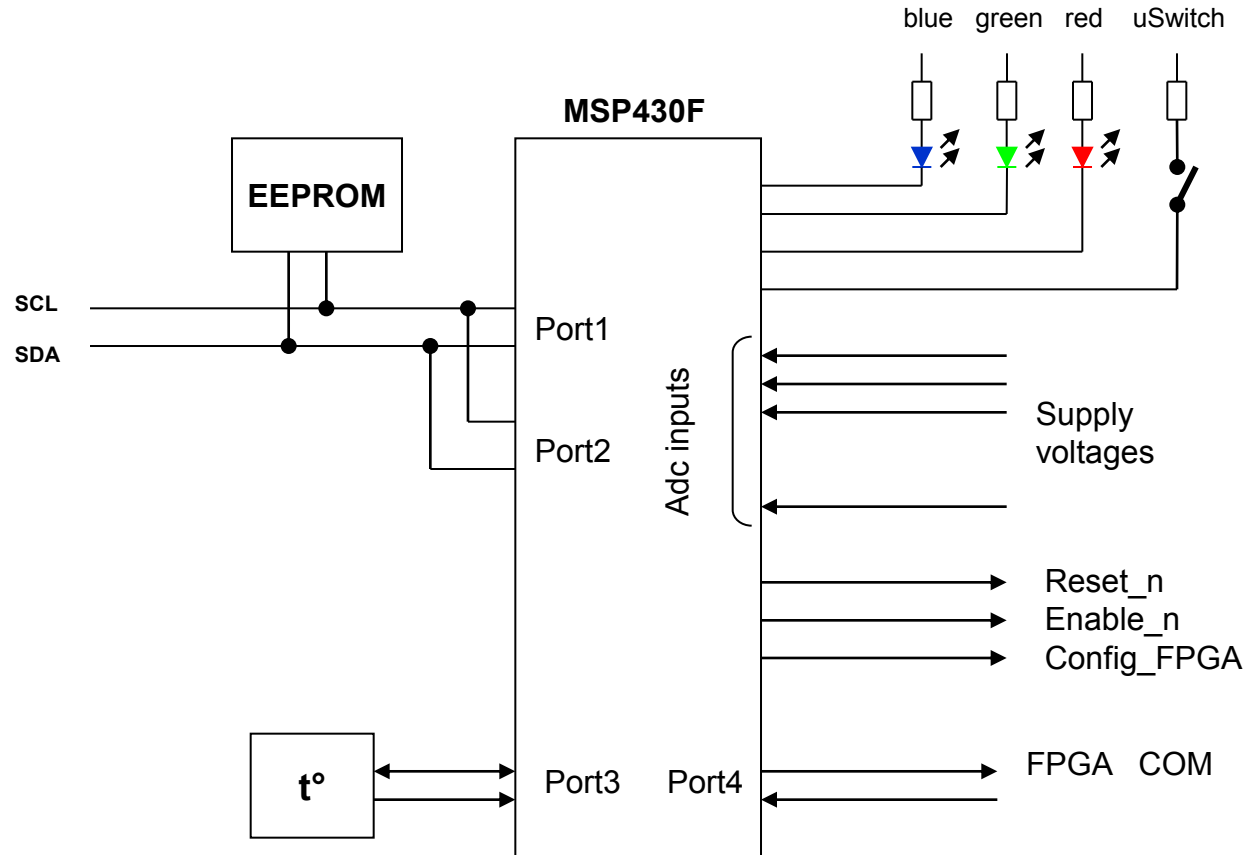 blue green red uSwitch
MSP430F
EEPROM
SCL
SDA
Port1
Port2
Adc inputs
Supply
voltages
Reset_n
Enable_n
Config_FPGA
t°
Port3 Port4
FPGA COM